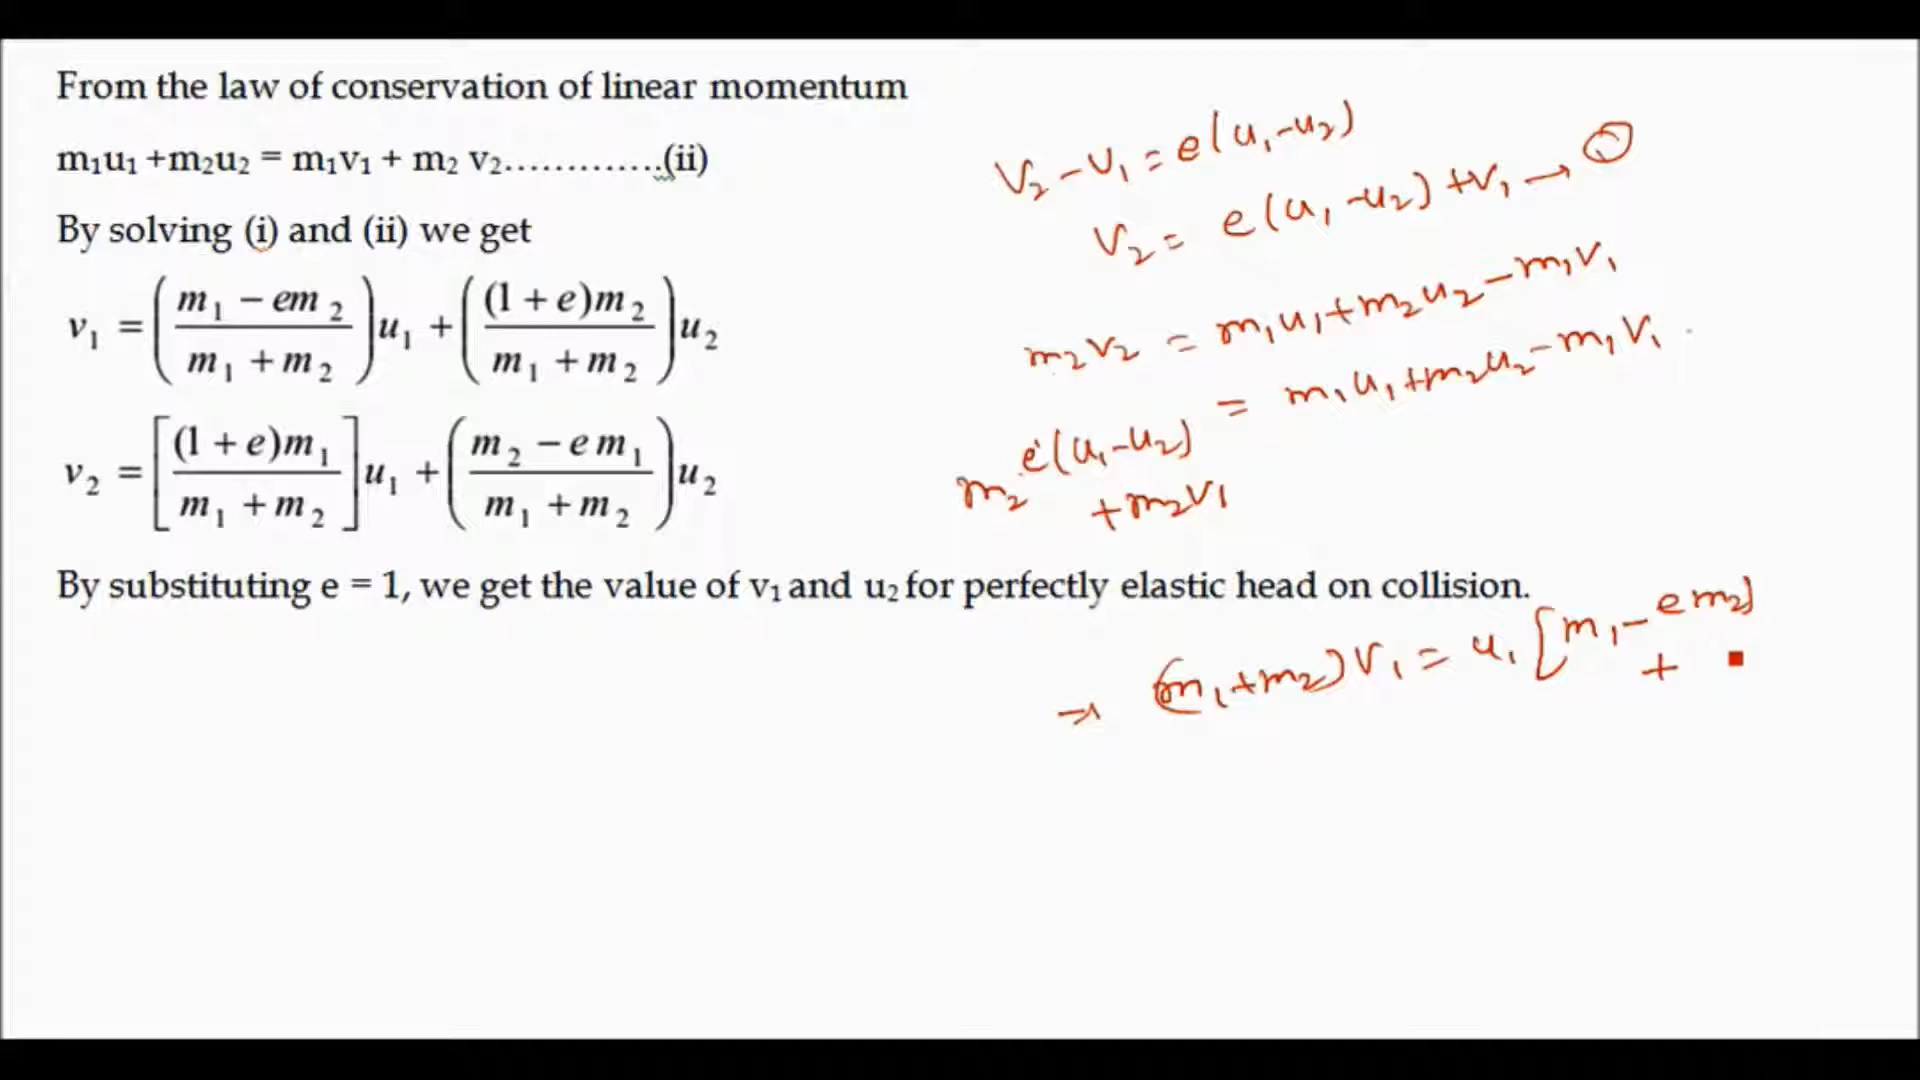 From the law of conservation of linear momentum
m₁u₁ +m₂u₂ = m₁v₁ + m₂ v₂.............(ii)
By solving (i) and (ii) we get
v₁ = ((m₁ − em₂)/(m₁ + m₂))u₁ + (((1 + e)m₂)/(m₁ + m₂))u₂
v₂ = [((1 + e)m₁)/(m₁ + m₂)]u₁ + ((m₂ − e m₁)/(m₁ + m₂))u₂
By substituting e = 1, we get the value of v₁ and u₂ for perfectly elastic head on collision.
v₂ - v₁ = e(u₁-u₂)
v₂ = e(u₁-u₂) +v₁ →
m₂v₂ = m₁u₁+m₂u₂-m₁v₁
m₂ e(u₁-u₂) = m₁u₁+m₂u₂-m₁v₁
+m₂v₁
→ (m₁+m₂)v₁ = u₁[m₁-em₂]
+